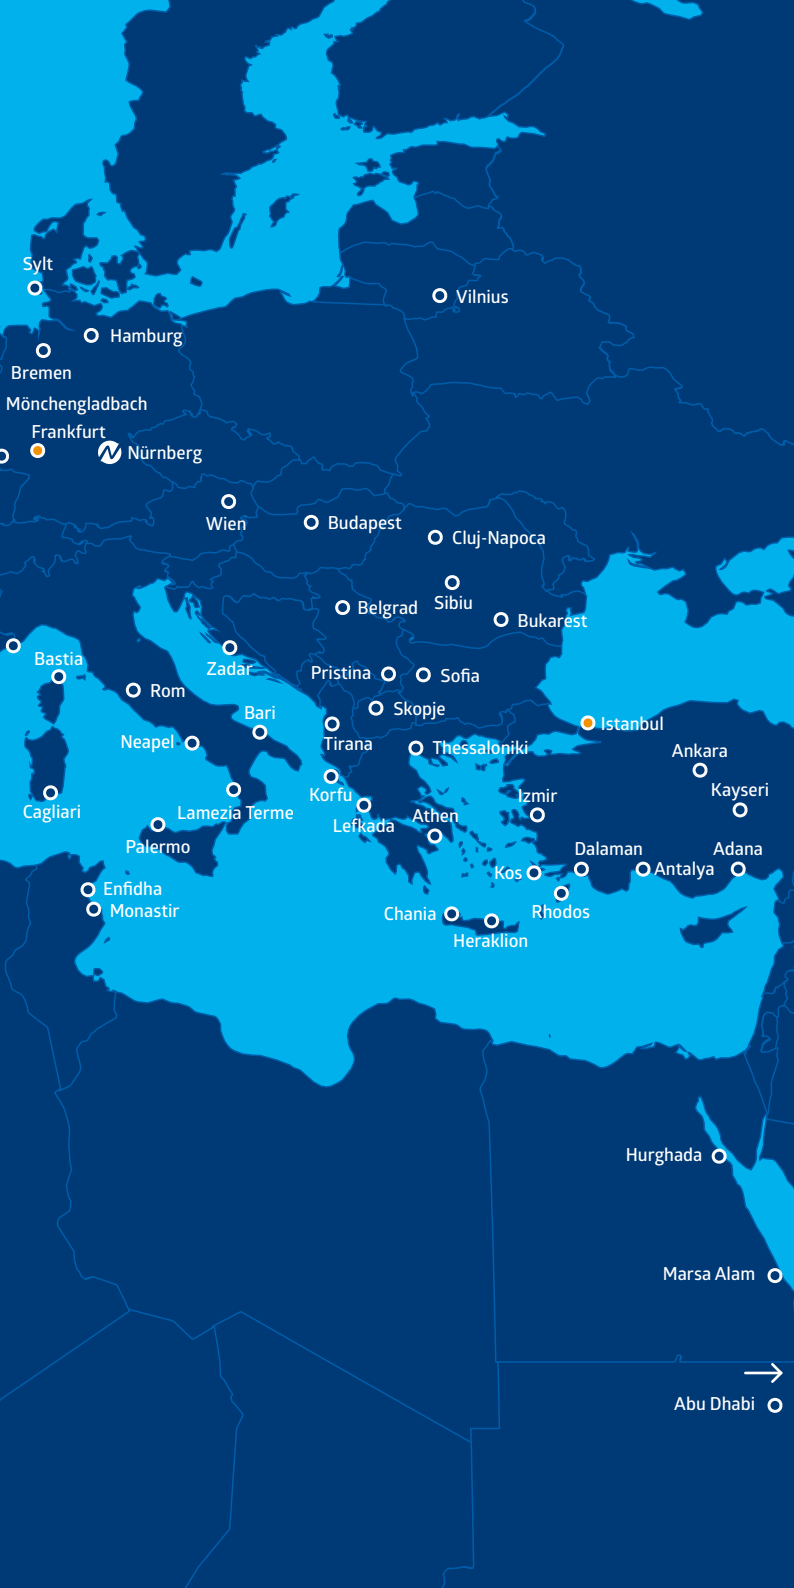 Sylt
Vilnius
Hamburg
Bremen
Mönchengladbach
Frankfurt
Nürnberg
Wien
Budapest
Cluj-Napoca
Sibiu
Belgrad
Bukarest
Zadar
Bastia
Pristina
Sofia
Rom
Skopje
Bari
Istanbul
Neapel
Tirana
Thessaloniki
Ankara
Korfu
Izmir
Kayseri
Cagliari
Lamezia Terme
Lefkada
Athen
Palermo
Dalaman
Adana
Kos
Antalya
Enfidha
Monastir
Chania
Rhodos
Heraklion
Hurghada
Marsa Alam
Abu Dhabi